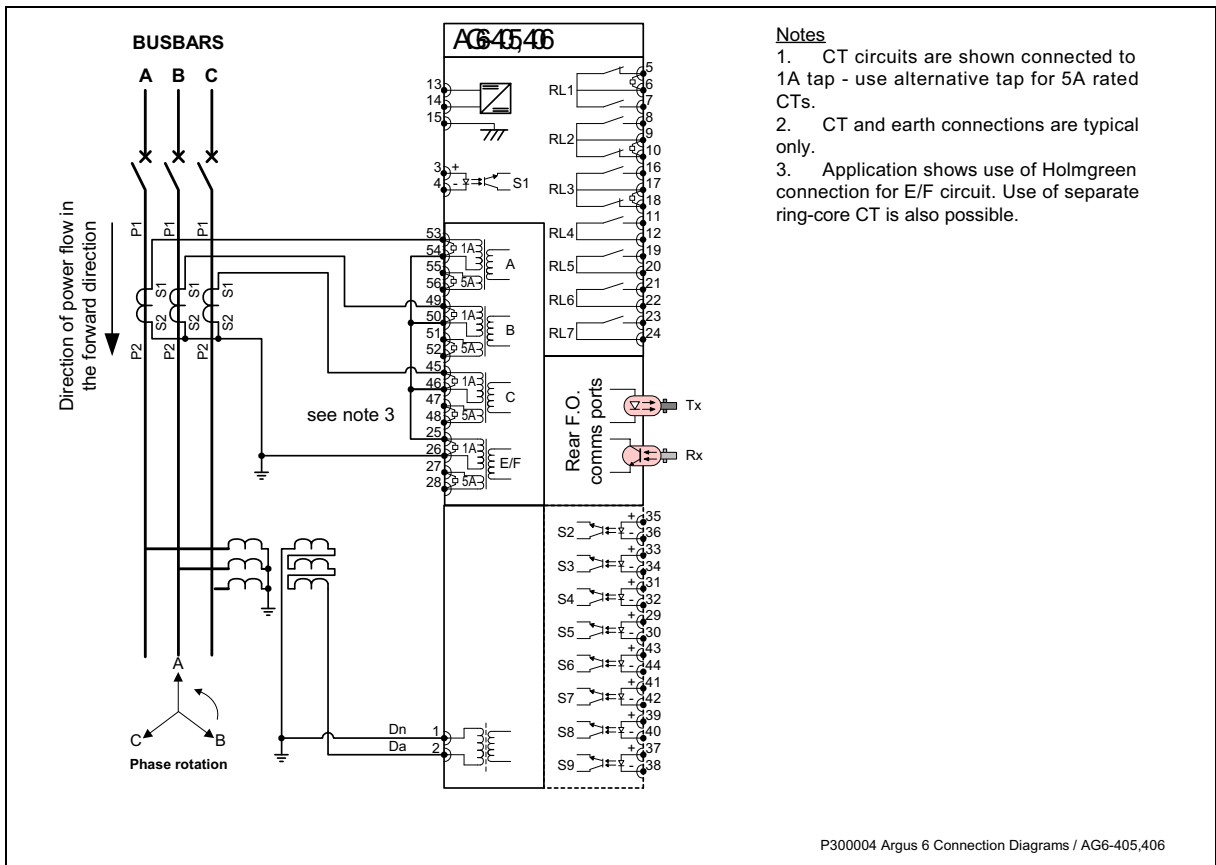 BUSBARS
A B C
Direction of power flow in
the forward direction
P1 P1 P1
S1 S1 S1
S2 S2 S2
P2 P2 P2
see note 3
A
C B
Phase rotation
AG6-405,406
13
14
15
3 +
4 -
S1
53
54
55
56
1A
5A
A
49
50
51
52
1A
5A
B
45
46
47
48
1A
5A
C
25
26
27
28
1A
5A
E/F
Dn 1
Da 2
RL1
5
6
7
RL2
8
9
10
RL3
16
17
18
RL4
11
12
RL5
19
20
RL6
21
22
RL7
23
24
Rear F.O.
comms ports
Tx
Rx
S2 + 35
- 36
S3 + 33
- 34
S4 + 31
- 32
S5 + 29
- 30
S6 + 43
- 44
S7 + 41
- 42
S8 + 39
- 40
S9 + 37
- 38
Notes
1. CT circuits are shown connected to
1A tap - use alternative tap for 5A rated
CTs.
2. CT and earth connections are typical
only.
3. Application shows use of Holmgreen
connection for E/F circuit. Use of separate
ring-core CT is also possible.
P300004 Argus 6 Connection Diagrams / AG6-405,406